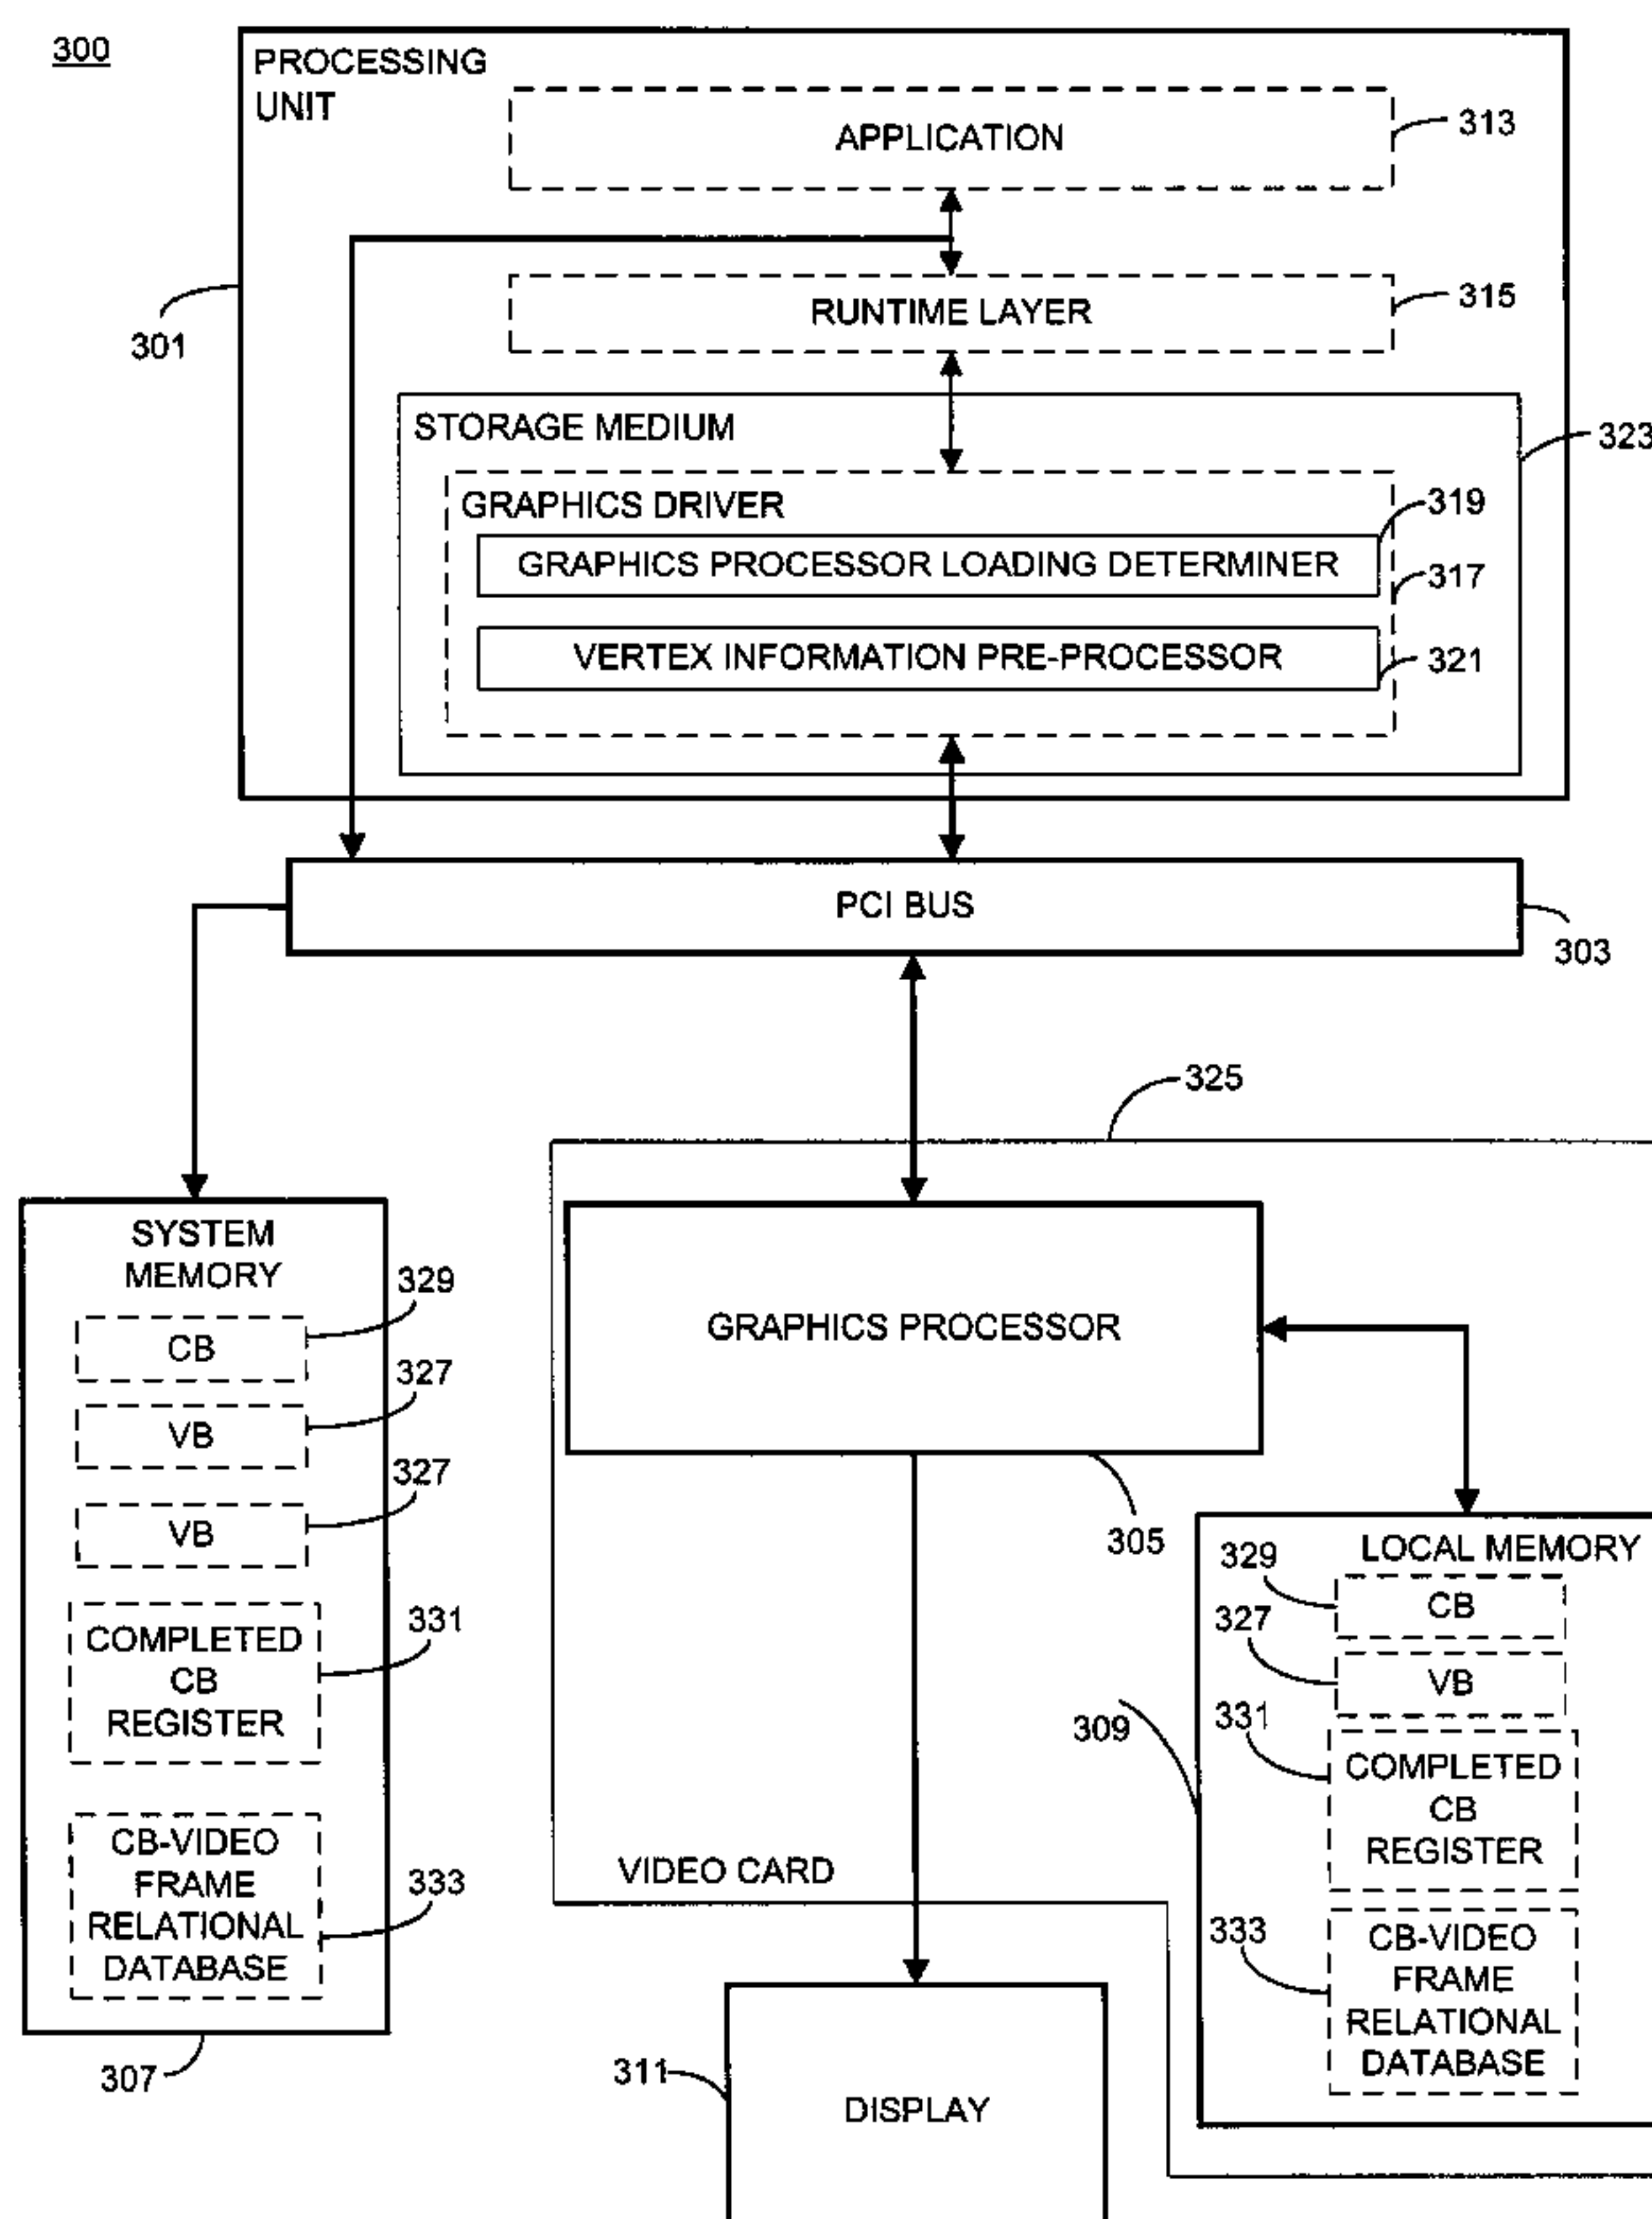 300
PROCESSING
UNIT
APPLICATION
313
301
RUNTIME LAYER
315
STORAGE MEDIUM
323
GRAPHICS DRIVER
319
GRAPHICS PROCESSOR LOADING DETERMINER
317
VERTEX INFORMATION PRE-PROCESSOR
321
PCI BUS
303
325
SYSTEM
MEMORY
329
CB
327
VB
327
VB
331
COMPLETED
CB
REGISTER
CB-VIDEO
FRAME
RELATIONAL
DATABASE
333
307
GRAPHICS PROCESSOR
305
VIDEO CARD
309
LOCAL MEMORY
329
CB
327
VB
331
COMPLETED
CB
REGISTER
333
CB-VIDEO
FRAME
RELATIONAL
DATABASE
311
DISPLAY